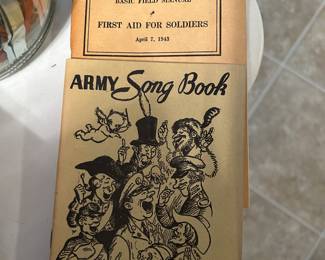 BASIC FIELD MANUAL
FIRST AID FOR SOLDIERS
April 7, 1943
ARMY Song Book